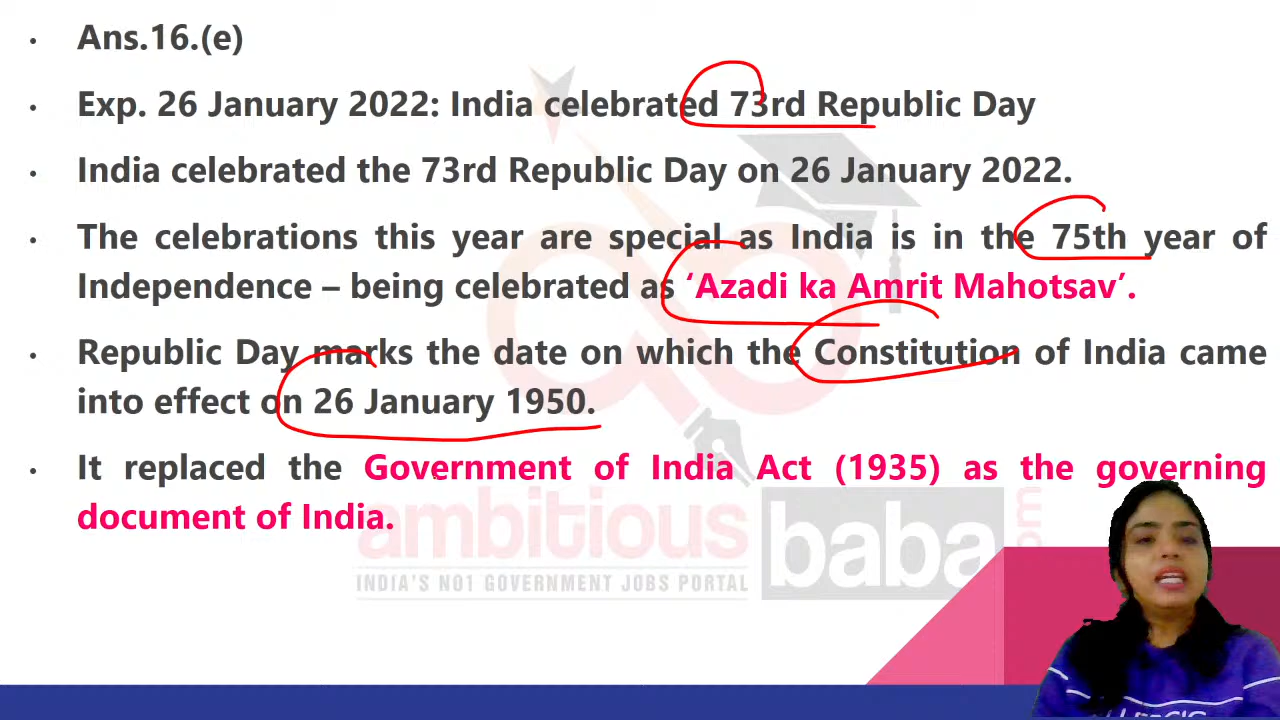 Ans.16.(e)
Exp. 26 January 2022: India celebrated 73rd Republic Day
India celebrated the 73rd Republic Day on 26 January 2022.
The celebrations this year are special as India is in the 75th year of
Independence – being celebrated as ‘Azadi ka Amrit Mahotsav’.
Republic Day marks the date on which the Constitution of India came
into effect on 26 January 1950.
It replaced the Government of India Act (1935) as the governing
document of India.
ambitious baba
INDIA'S NO1 GOVERNMENT JOBS PORTAL